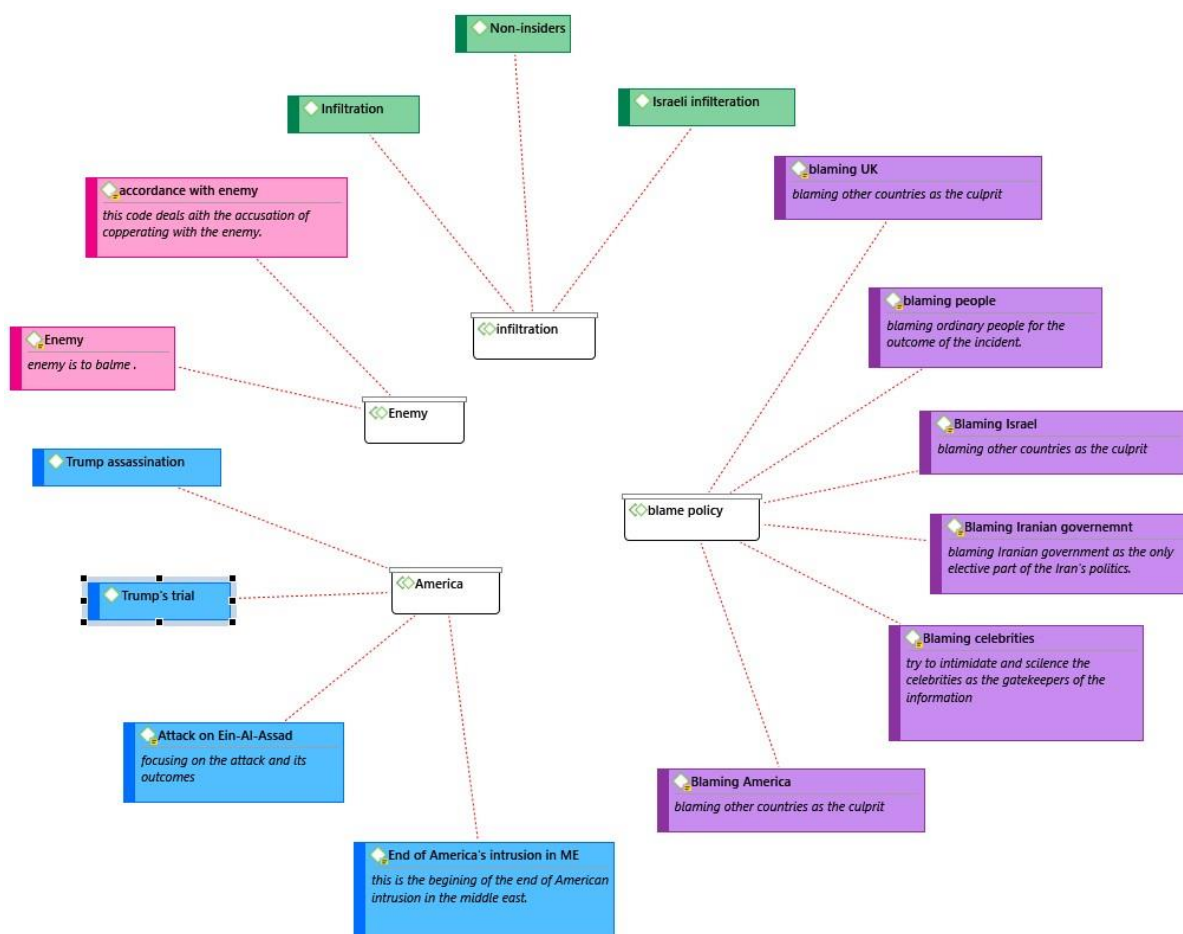 Non-insiders
Infiltration
Israeli infilteration
accordance with enemy
this code deals aith the accusation of
copperating with the enemy.
blaming UK
blaming other countries as the culprit
infiltration
blaming people
blaming ordinary people for the
outcome of the incident.
Enemy
enemy is to balme .
Enemy
Blaming Israel
blaming other countries as the culprit
Trump assassination
blame policy
Blaming Iranian governemnt
blaming Iranian government as the only
elective part of the Iran's politics.
America
Trump's trial
Blaming celebrities
try to intimidate and scilence the
celebrities as the gatekeepers of the
information
Attack on Ein-Al-Assad
focusing on the attack and its
outcomes
Blaming America
blaming other countries as the culprit
End of America's intrusion in ME
this is the begining of the end of American
intrusion in the middle east.